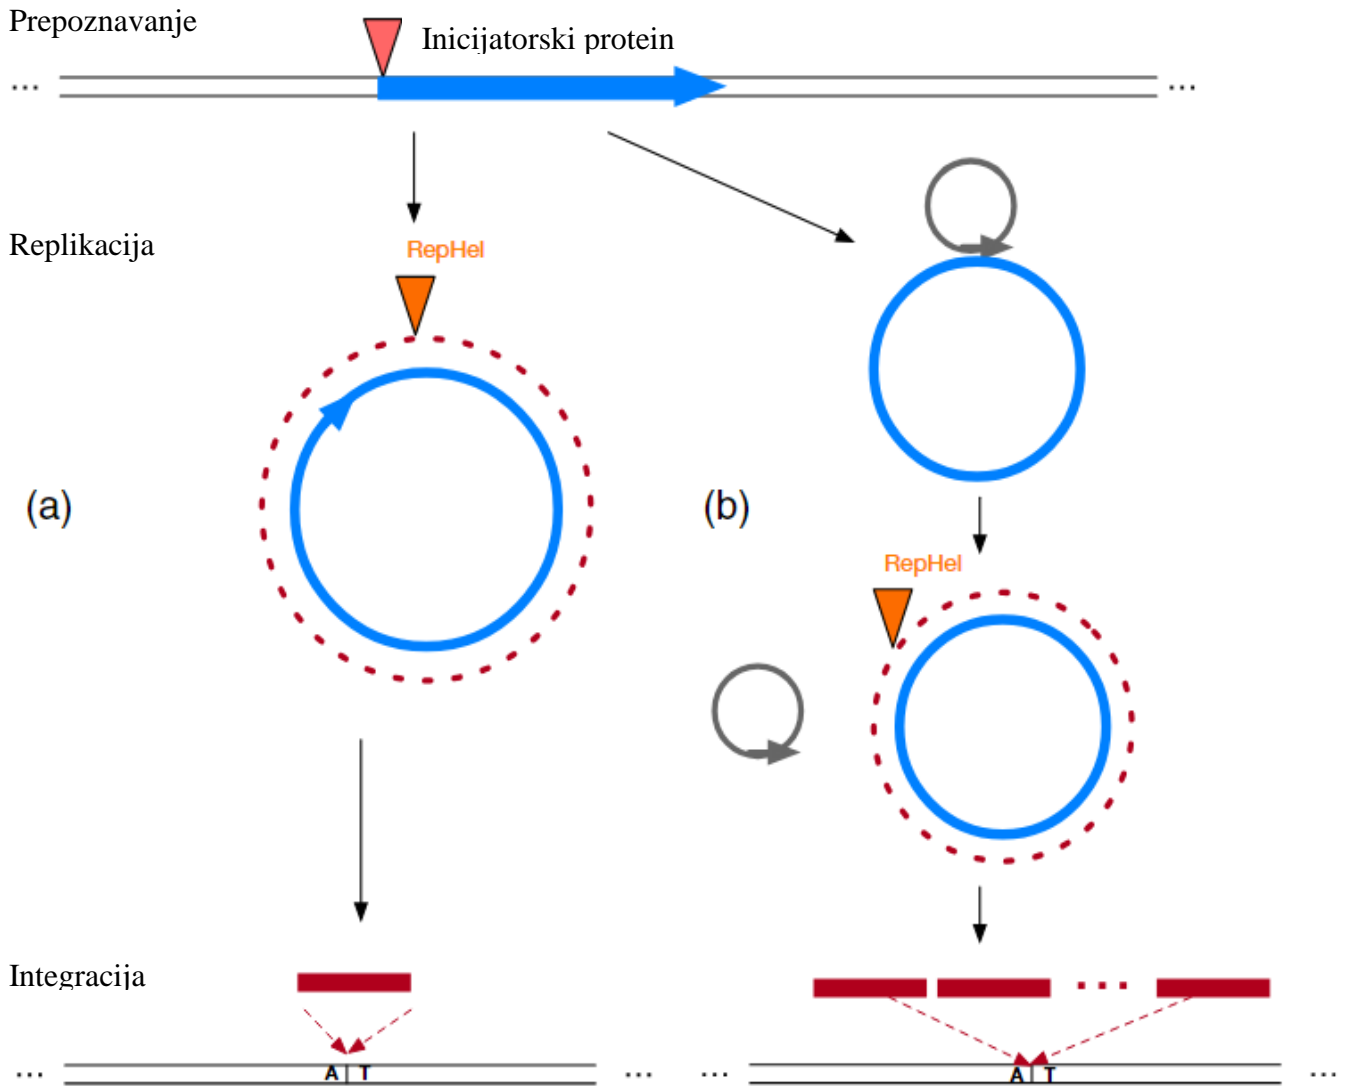 Prepoznavanje
Inicijatorski protein
... ...
Replikacija
RepHel
(a)
(b)
RepHel
Integracija
...
... A T ... ... A T ...